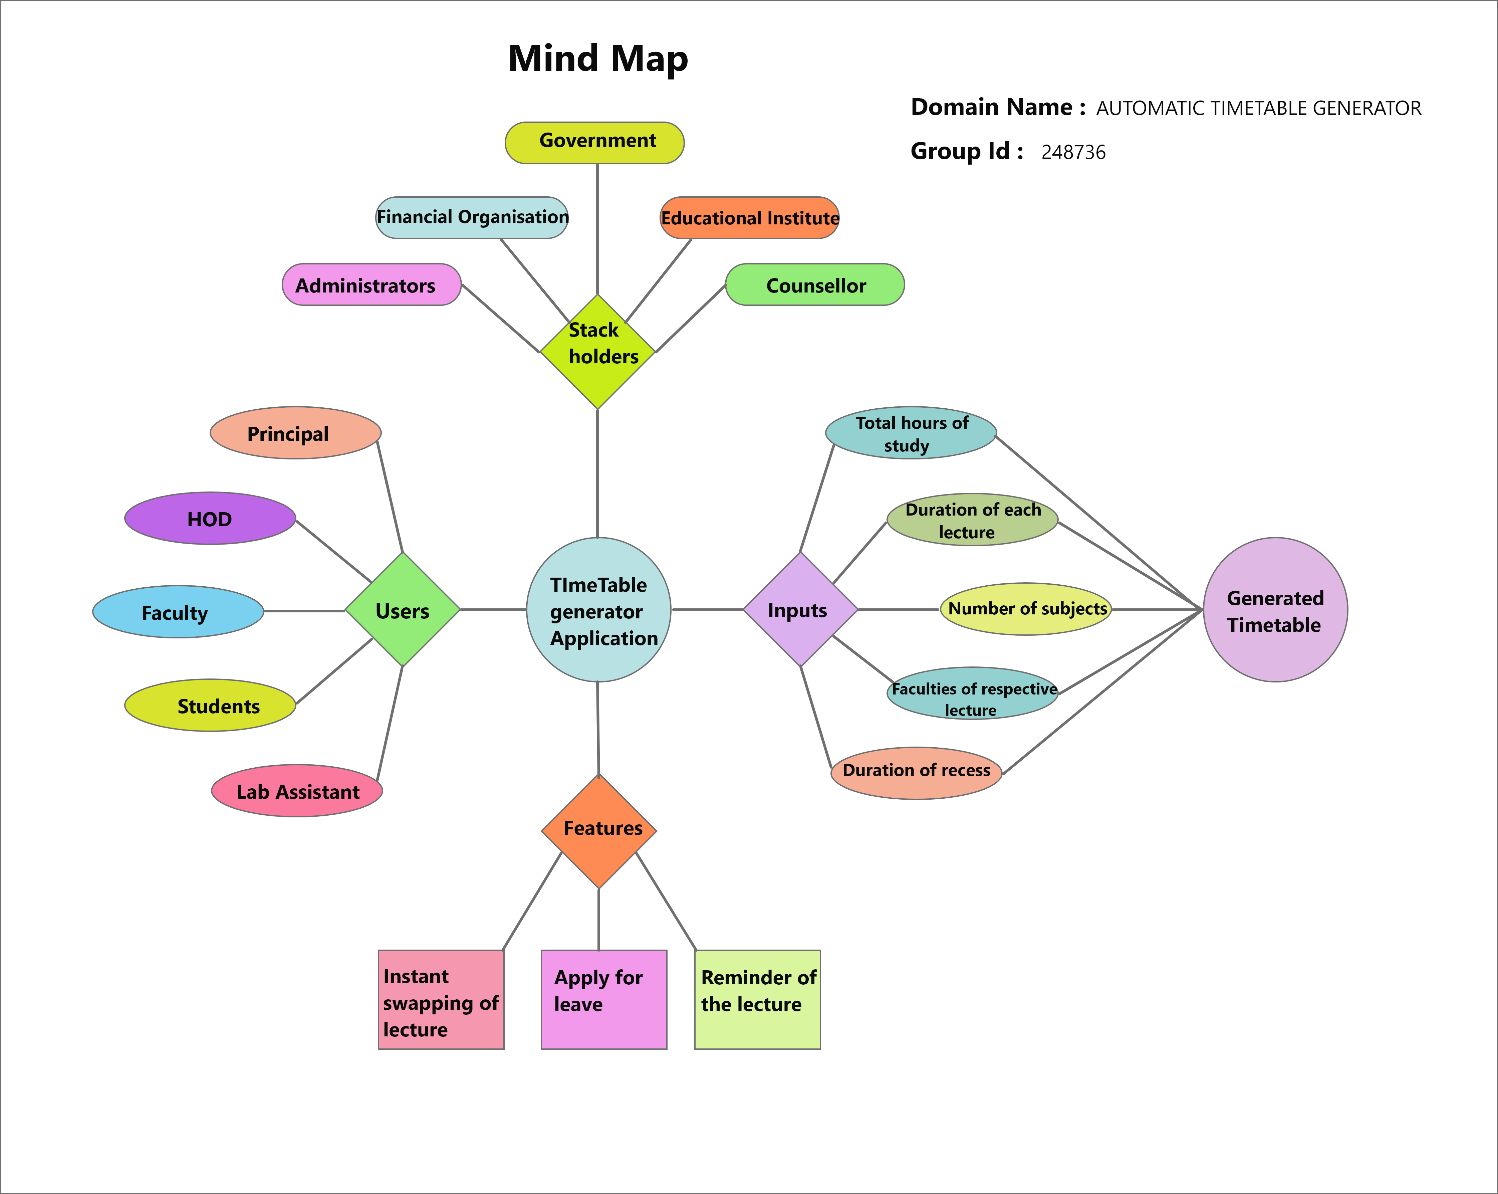 Mind Map
Domain Name : AUTOMATIC TIMETABLE GENERATOR
Group Id : 248736
Government
Financial Organisation
Educational Institute
Administrators
Counsellor
Stack
holders
Principal
HOD
Faculty
Students
Lab Assistant
Users
TImeTable
generator
Application
Inputs
Total hours of
study
Duration of each
lecture
Number of subjects
Faculties of respective
lecture
Duration of recess
Generated
Timetable
Features
Instant
swapping of
lecture
Apply for
leave
Reminder of
the lecture